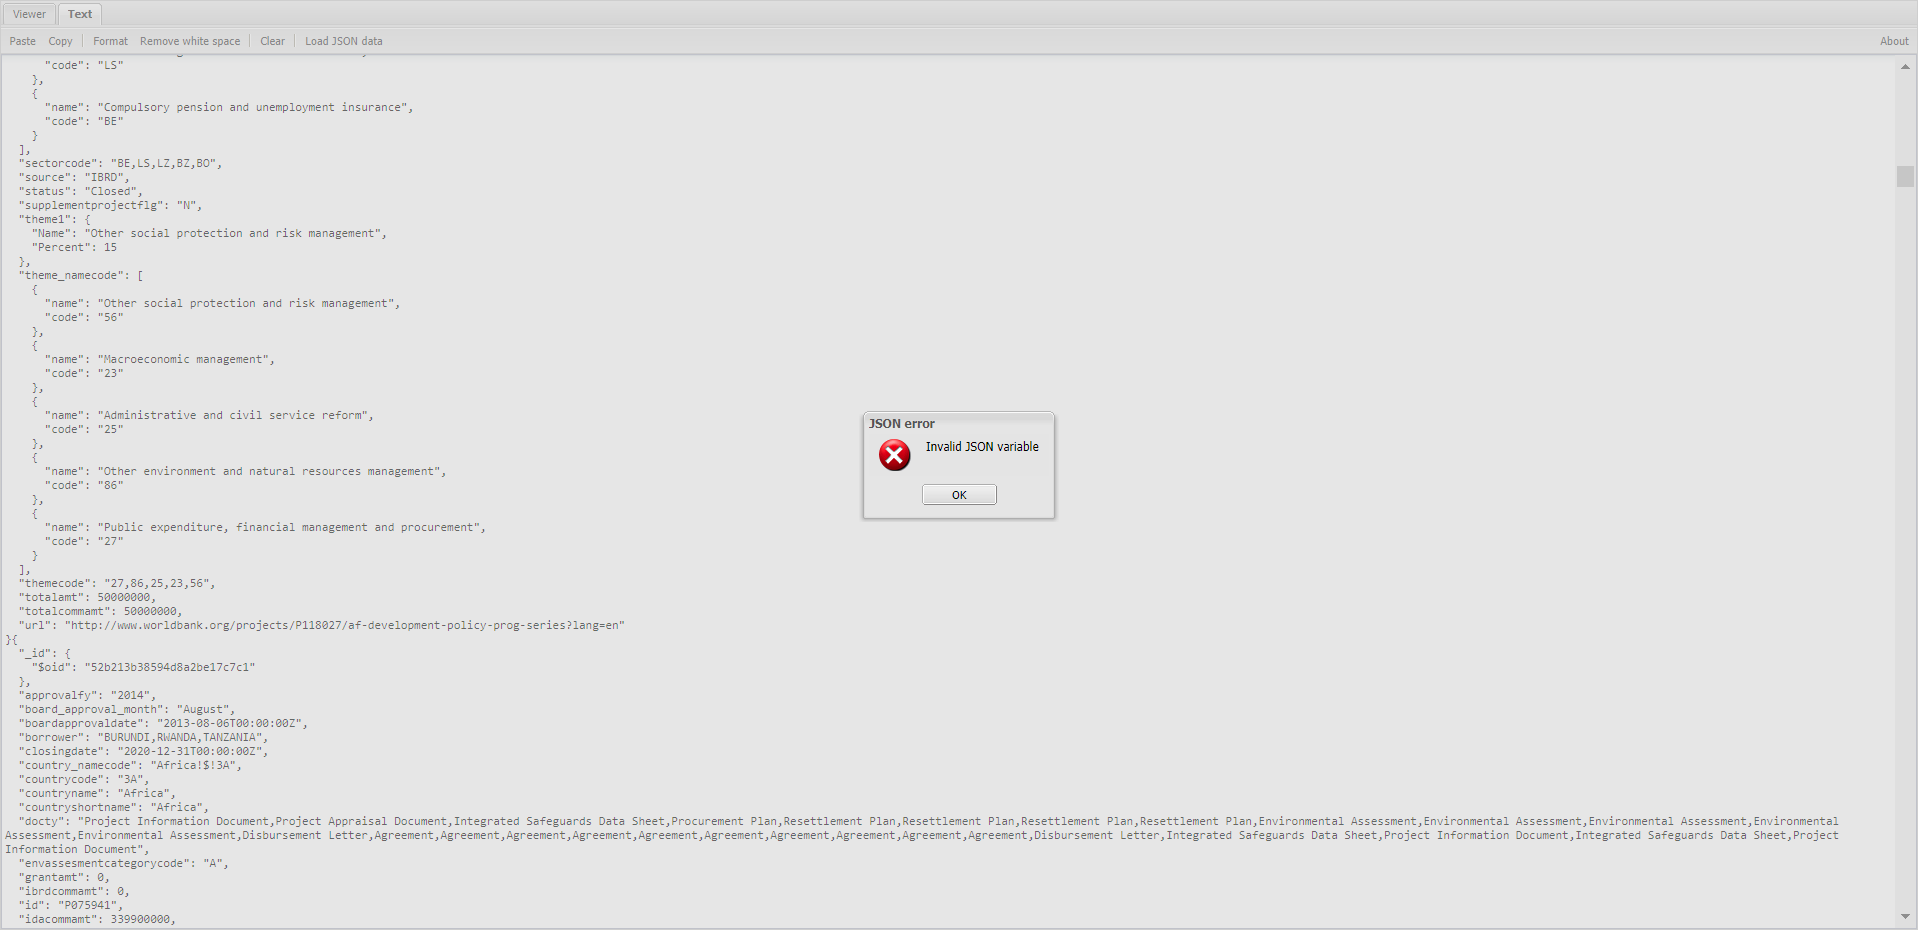 Viewer Text
Paste Copy Format Remove white space Clear Load JSON data About
"code": "LS"
},
{
"name": "Compulsory pension and unemployment insurance",
"code": "BE"
}
],
"sectorcode": "BE,LS,LZ,BZ,BO",
"source": "IBRD",
"status": "Closed",
"supplementprojectflg": "N",
"theme1": {
"Name": "Other social protection and risk management",
"Percent": 15
},
"theme_namecode": [
{
"name": "Other social protection and risk management",
"code": "56"
},
{
"name": "Macroeconomic management",
"code": "23"
},
{
"name": "Administrative and civil service reform",
"code": "25"
},
{
"name": "Other environment and natural resources management",
"code": "86"
},
{
"name": "Public expenditure, financial management and procurement",
"code": "27"
}
],
"themecode": "27,86,25,23,56",
"totalamt": 50000000,
"totalcommamt": 50000000,
"url": "http://www.worldbank.org/projects/P118027/af-development-policy-prog-series?lang=en"
}{
"_id": {
"$oid": "52b213b38594d8a2be17c7c1"
},
"approvalfy": "2014",
"board_approval_month": "August",
"boardapprovaldate": "2013-08-06T00:00:00Z",
"borrower": "BURUNDI,RWANDA,TANZANIA",
"closingdate": "2020-12-31T00:00:00Z",
"country_namecode": "Africa!$!3A",
"countrycode": "3A",
"countryname": "Africa",
"countryshortname": "Africa",
"docty": "Project Information Document,Project Appraisal Document,Integrated Safeguards Data Sheet,Procurement Plan,Resettlement Plan,Resettlement Plan,Resettlement Plan,Resettlement Plan,Environmental Assessment,Environmental Assessment,Environmental Assessment,Environmental
Assessment,Environmental Assessment,Disbursement Letter,Agreement,Agreement,Agreement,Agreement,Agreement,Agreement,Agreement,Agreement,Agreement,Agreement,Disbursement Letter,Integrated Safeguards Data Sheet,Project Information Document,Integrated Safeguards Data Sheet,Project
Information Document",
"envassesmentcategorycode": "A",
"grantamt": 0,
"ibrdcommamt": 0,
"id": "P075941",
"idacommamt": 339900000,
JSON error
Invalid JSON variable
OK